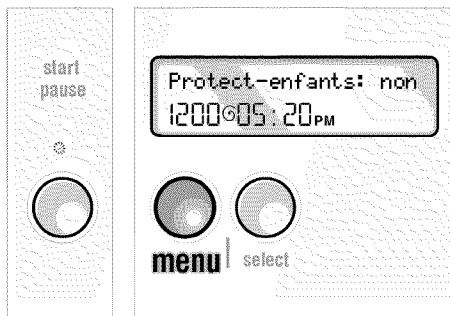 start
pause
Protect-enfants: non
1200 05:20PM
menu
select